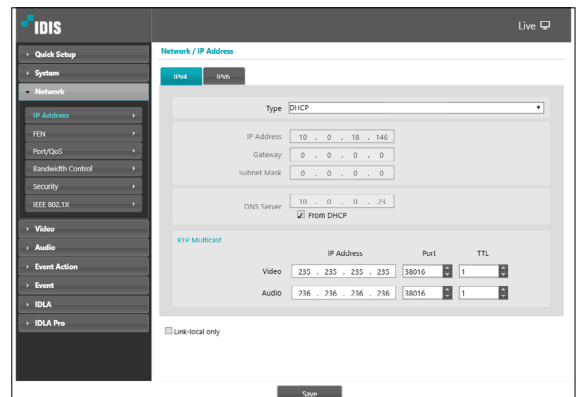 IDIS
Live
Quick Setup
System
Network
IP Address
FEN
Port/QoS
Bandwidth Control
Security
IEEE 802.1X
Video
Audio
Event Action
Event
IDLA
IDLA Pro
Network / IP Address
IPv4 IPv6
Type DHCP
IP Address 10 . 0 . 18 . 146
Gateway 0 . 0 . 0 . 0
Subnet Mask 0 . 0 . 0 . 0
DNS Server 10 . 0 . 0 . 23
From DHCP
RTP Multicast
IP Address Port TTL
Video 235 . 235 . 235 . 235 38016 1
Audio 236 . 236 . 236 . 236 38016 1
Link-local only
Save